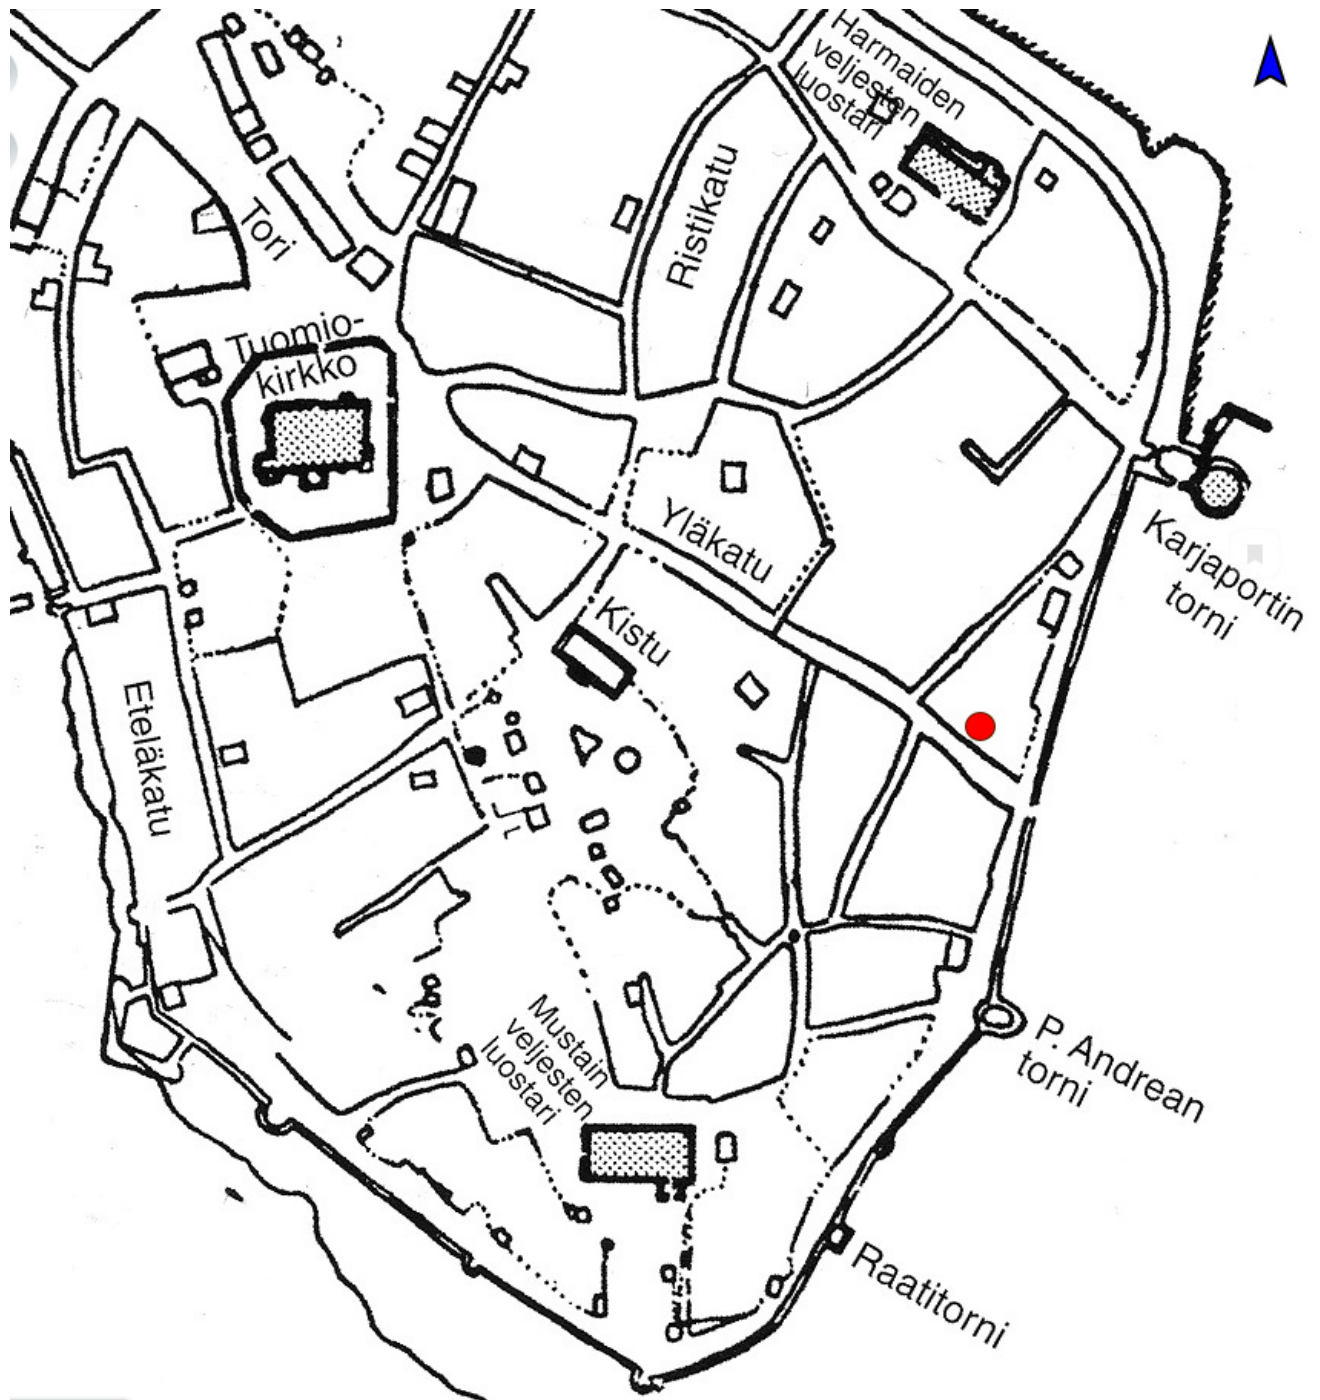 Harmaiden
veljesten
luostari
Ristikatu
Tori
Tuomio-
kirkko
Yläkatu
Karjaportin
torni
Kistu
Eteläkatu
Mustain
veljesten
luostari
P. Andrean
torni
Raatitorni